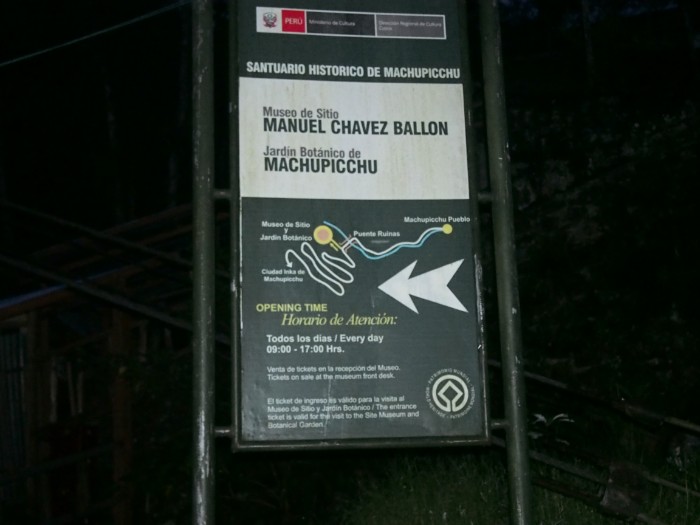 PERÚ Ministerio de Cultura Dirección Regional de Cultura
Cusco
SANTUARIO HISTORICO DE MACHUPICCHU
Museo de Sitio
MANUEL CHAVEZ BALLON
Jardín Botánico de
MACHUPICCHU
Machupicchu Pueblo
Museo de Sitio
y
Jardín Botánico
Puente Ruinas
Ciudad Inka de
Machupicchu
OPENING TIME
Horario de Atención:
Todos los días / Every day
09:00 - 17:00 Hrs.
Venta de tickets en la recepción del Museo.
Tickets on sale at the museum front desk.
El ticket de ingreso es válido para la visita al
Museo de Sitio y Jardín Botánico / The entrance
ticket is valid for the visit to the Site Museum and
Botanical Garden.